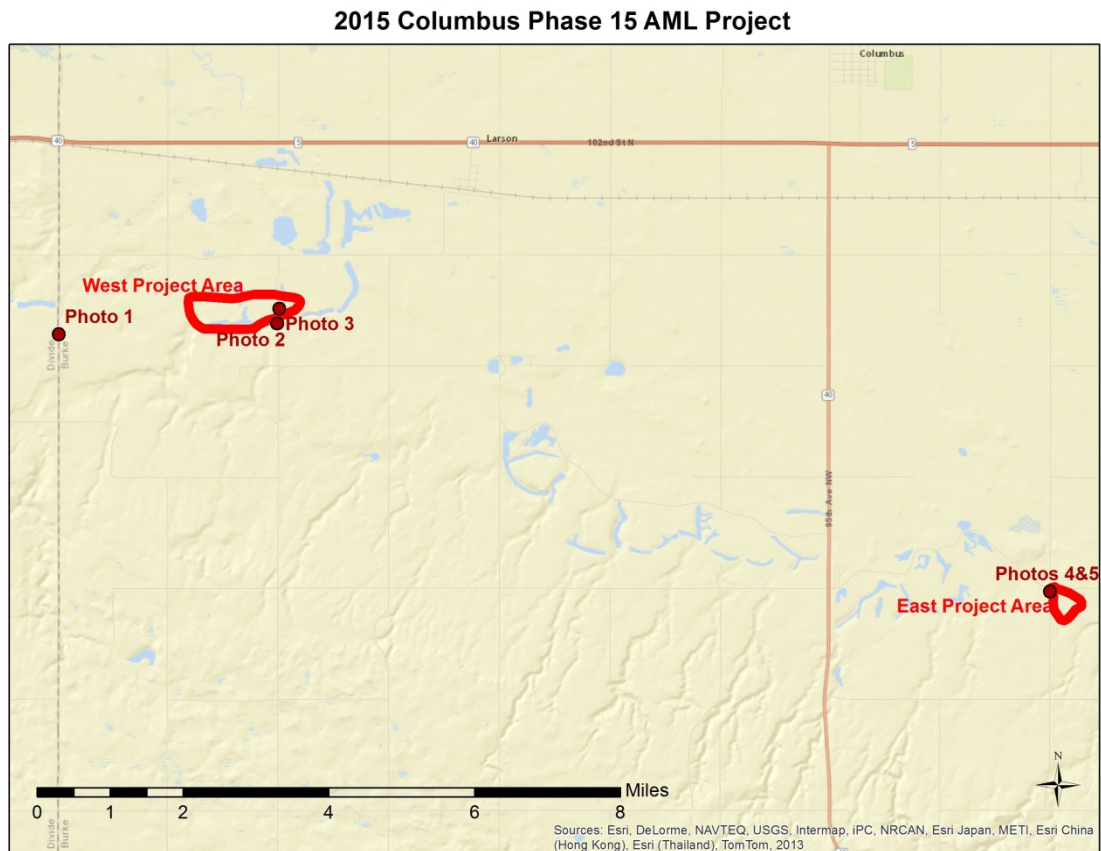 2015 Columbus Phase 15 AML Project
Columbus
40
5
40
Larson
102nd St N
5
West Project Area
Photo 1
Photo 3
Photo 2
Divide
Burke
40
95th Ave NW
Photos 4&5
East Project Area
N
Miles
0 1 2 4 6 8
Divide
Burke
Sources: Esri, DeLorme, NAVTEQ, USGS, Intermap, iPC, NRCAN, Esri Japan, METI, Esri China
(Hong Kong), Esri (Thailand), TomTom, 2013